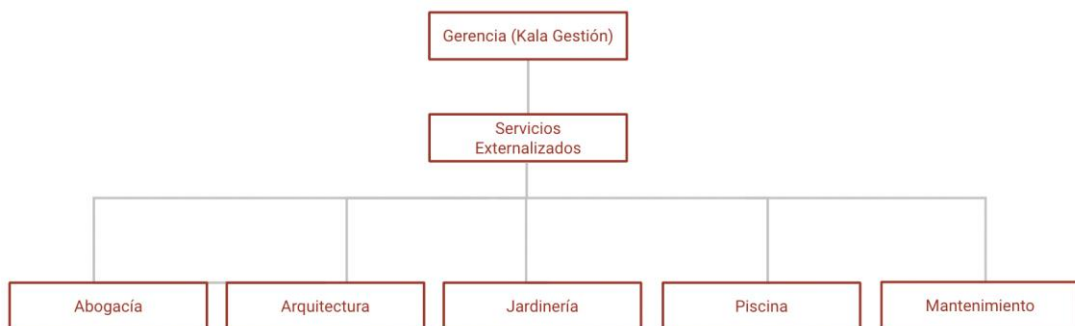 Gerencia (Kala Gestión)
Servicios
Externalizados
Abogacía
Arquitectura
Jardinería
Piscina
Mantenimiento